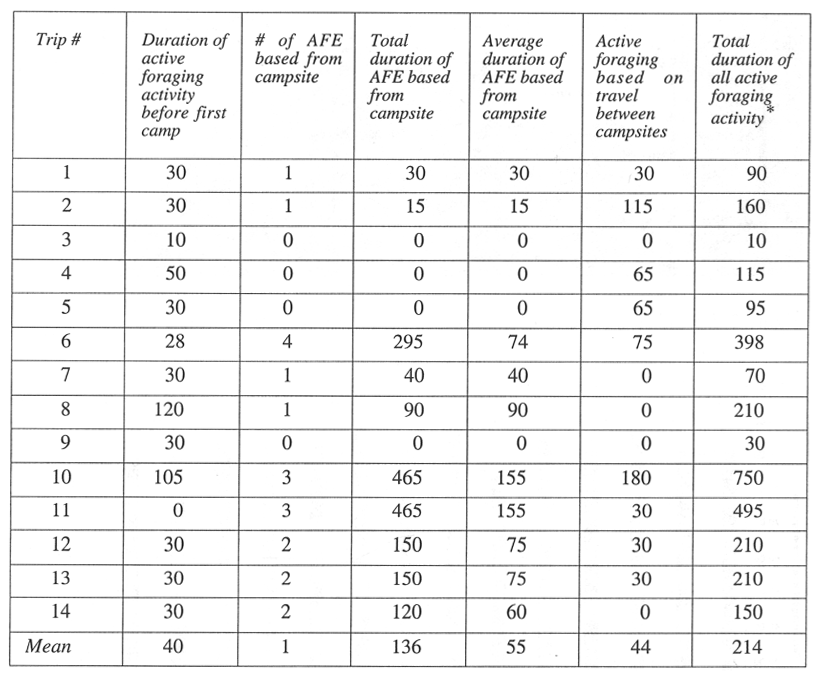 Trip # | Duration of active foraging activity before first camp | # of AFE based from campsite | Total duration of AFE based from campsite | Average duration of AFE based from campsite | Active foraging based on travel between campsites | Total duration of all active foraging activity*
1 | 30 | 1 | 30 | 30 | 30 | 90
2 | 30 | 1 | 15 | 15 | 115 | 160
3 | 10 | 0 | 0 | 0 | 0 | 10
4 | 50 | 0 | 0 | 0 | 65 | 115
5 | 30 | 0 | 0 | 0 | 65 | 95
6 | 28 | 4 | 295 | 74 | 75 | 398
7 | 30 | 1 | 40 | 40 | 0 | 70
8 | 120 | 1 | 90 | 90 | 0 | 210
9 | 30 | 0 | 0 | 0 | 0 | 30
10 | 105 | 3 | 465 | 155 | 180 | 750
11 | 0 | 3 | 465 | 155 | 30 | 495
12 | 30 | 2 | 150 | 75 | 30 | 210
13 | 30 | 2 | 150 | 75 | 30 | 210
14 | 30 | 2 | 120 | 60 | 0 | 150
Mean | 40 | 1 | 136 | 55 | 44 | 214